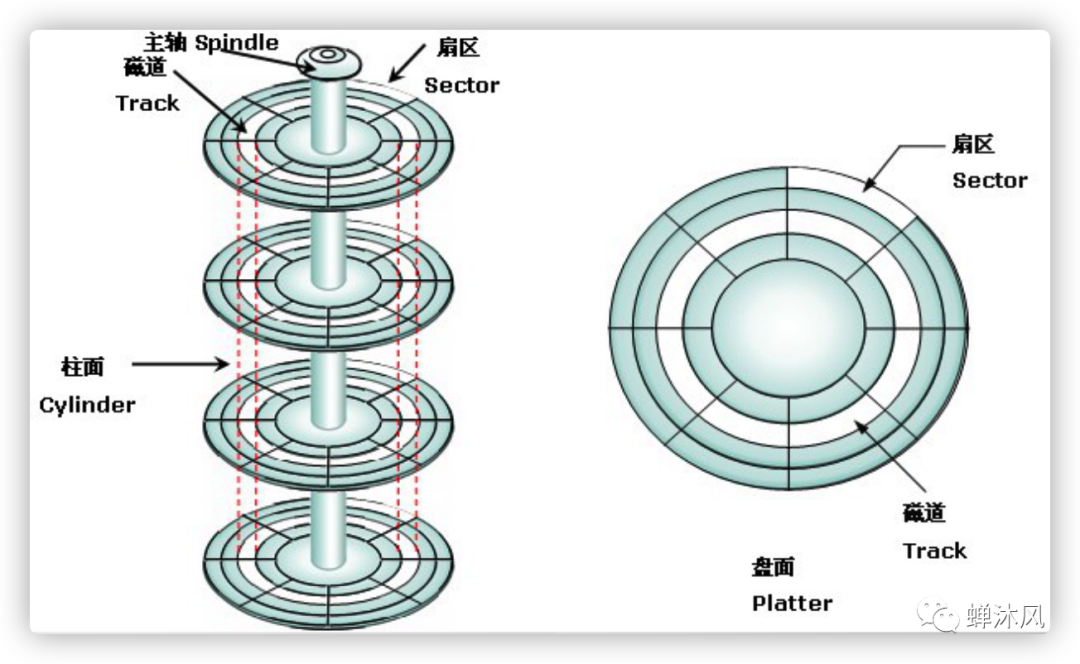 主轴 Spindle
磁道
Track
扇区
Sector
柱面
Cylinder
扇区
Sector
磁道
Track
盘面
Platter
蝉沐风